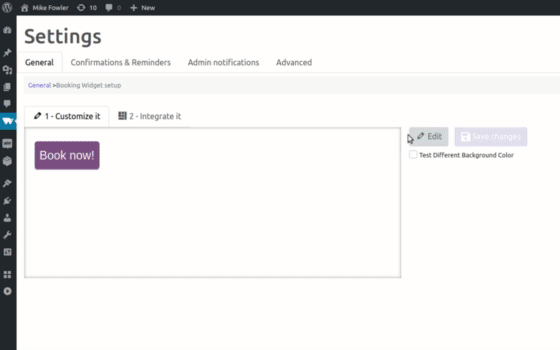 Mike Fowler 10 0 New
Settings
General Confirmations & Reminders Admin notifications Advanced
General >Booking Widget setup
1 - Customize it 2 - Integrate it
Edit Save changes
Book now!
Test Different Background Color